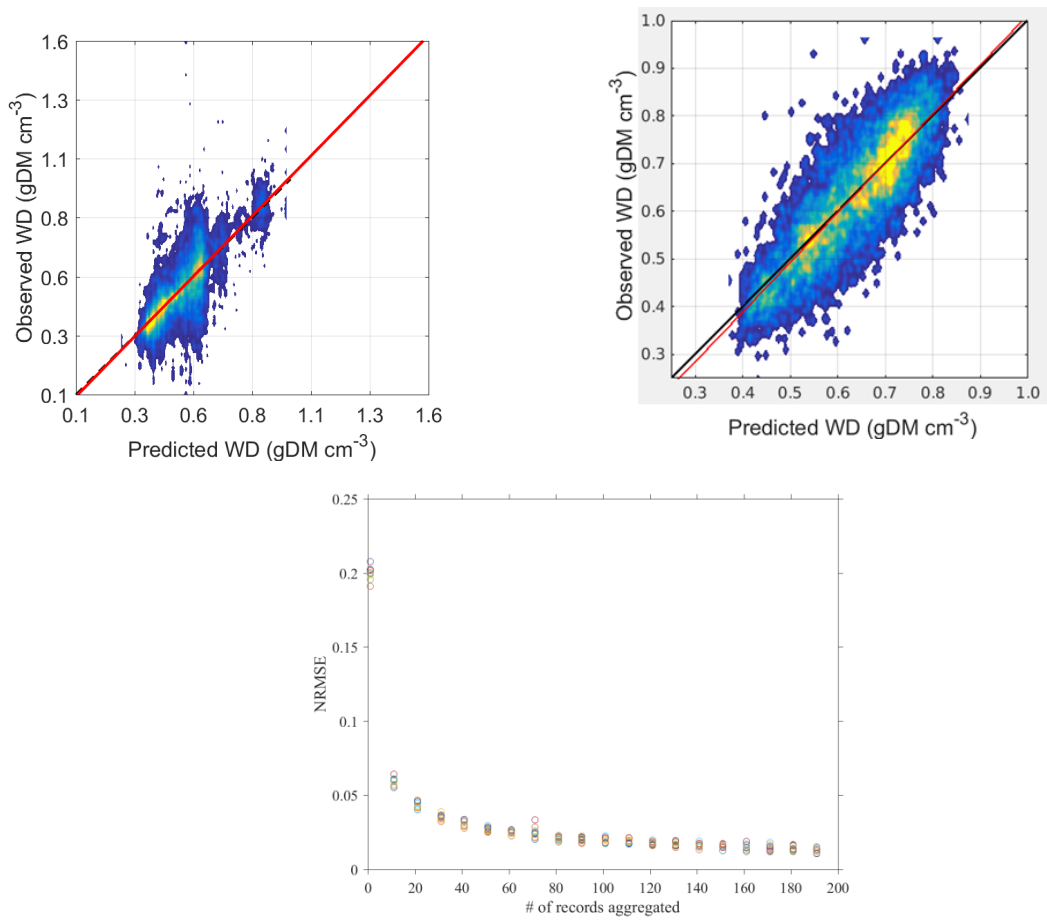 1.6
1.3
1.1
0.8
0.6
0.3
0.1
Observed WD (gDM cm-3)
0.1 0.3 0.6 0.8 1.1 1.3 1.6
Predicted WD (gDM cm-3)
1.0
0.9
0.8
0.7
0.6
0.5
0.4
0.3
Observed WD (gDM cm-3)
0.3 0.4 0.5 0.6 0.7 0.8 0.9 1.0
Predicted WD (gDM cm-3)
0.25
0.2
0.15
0.1
0.05
0
NRMSE
0 20 40 60 80 100 120 140 160 180 200
# of records aggregated